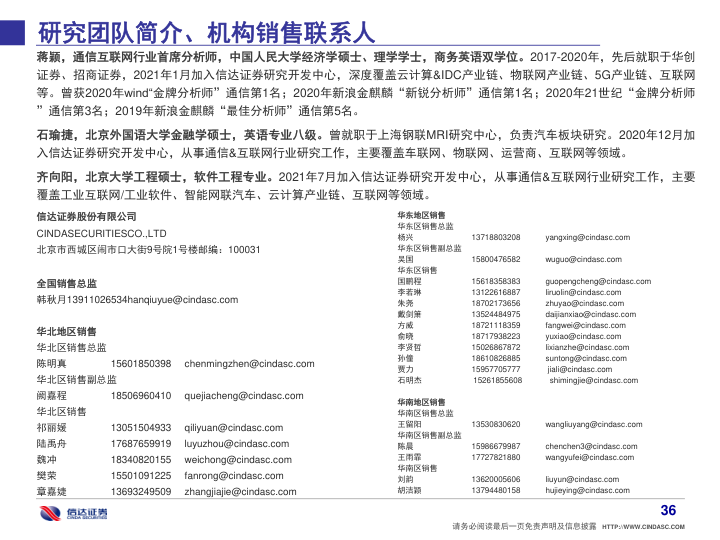 研究团队简介、机构销售联系人
蒋颖，通信互联网行业首席分析师，中国人民大学经济学硕士、理学学士，商务英语双学位。2017-2020年，先后就职于华创
证券、招商证券，2021年1月加入信达证券研究开发中心，深度覆盖云计算&IDC产业链、物联网产业链、5G产业链、互联网
等。曾获2020年wind“金牌分析师”通信第1名；2020年新浪金麒麟“新锐分析师”通信第1名；2020年21世纪“金牌分析师
”通信第3名；2019年新浪金麒麟“最佳分析师”通信第5名。
石瑜捷，北京外国语大学金融学硕士，英语专业八级。曾就职于上海钢联MRI研究中心，负责汽车板块研究。2020年12月加
入信达证券研究开发中心，从事通信&互联网行业研究工作，主要覆盖车联网、物联网、运营商、互联网等领域。
齐向阳，北京大学工程硕士，软件工程专业。2021年7月加入信达证券研究开发中心，从事通信&互联网行业研究工作，主要
覆盖工业互联网/工业软件、智能网联汽车、云计算产业链、互联网等领域。
信达证券股份有限公司
CINDASECURITIESCO.,LTD
北京市西城区闹市口大街9号院1号楼邮编：100031
全国销售总监
韩秋月13911026534hanqiuyue@cindasc.com
华北地区销售
华北区销售总监
陈明真 15601850398 chenmingzhen@cindasc.com
华北区销售副总监
阙嘉程 18506960410 quejiacheng@cindasc.com
华北区销售
祁丽媛 13051504933 qiliyuan@cindasc.com
陆禹舟 17687659919 luyuzhou@cindasc.com
魏冲 18340820155 weichong@cindasc.com
樊荣 15501091225 fanrong@cindasc.com
章嘉婕 13693249509 zhangjiajie@cindasc.com
华东地区销售
华东区销售总监
杨兴 13718803208 yangxing@cindasc.com
华东区销售副总监
吴国 15800476582 wuguo@cindasc.com
华东区销售
国鹏程 15618358383 guopengcheng@cindasc.com
李若琳 13122616887 liruolin@cindasc.com
朱尧 18702173656 zhuyao@cindasc.com
戴剑箫 13524484975 daijianxiao@cindasc.com
方威 18721118359 fangwei@cindasc.com
俞晓 18717938223 yuxiao@cindasc.com
李贤哲 15026867872 lixianzhe@cindasc.com
孙僮 18610826885 suntong@cindasc.com
贾力 15957705777 jiali@cindasc.com
石明杰 15261855608 shimingjie@cindasc.com
华南地区销售
华南区销售总监
王留阳 13530830620 wangliuyang@cindasc.com
华南区销售副总监
陈晨 15986679987 chenchen3@cindasc.com
王雨霏 17727821880 wangyufei@cindasc.com
华南区销售
刘韵 13620005606 liuyun@cindasc.com
胡洁颖 13794480158 hujieying@cindasc.com
信达证券
CINDA SECURITIES
36
请务必阅读最后一页免责声明及信息披露 HTTP://WWW.CINDASC.COM